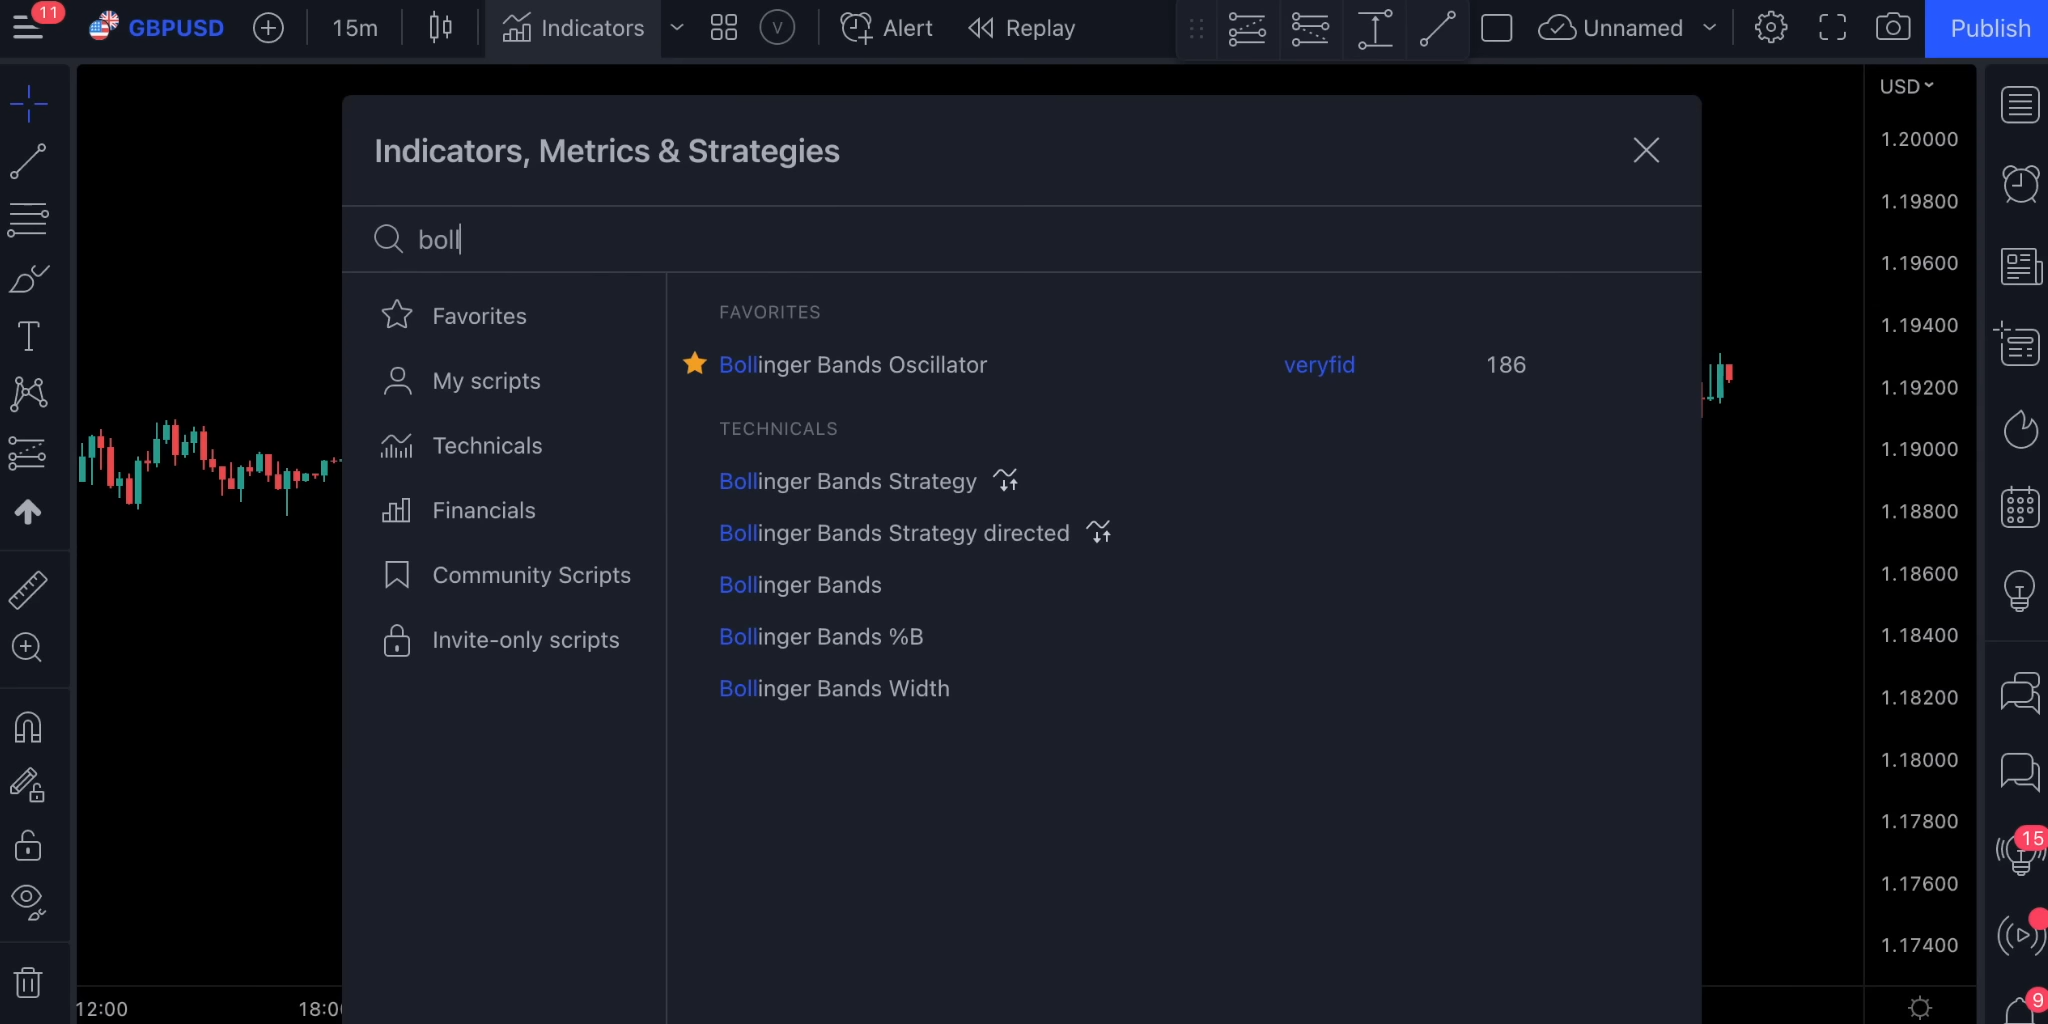 11
GBPUSD
15m
Indicators
V
Alert
Replay
Unnamed
Publish
USD
Indicators, Metrics & Strategies
boll
Favorites
My scripts
Technicals
Financials
Community Scripts
Invite-only scripts
FAVORITES
Bollinger Bands Oscillator veryfid 186
TECHNICALS
Bollinger Bands Strategy
Bollinger Bands Strategy directed
Bollinger Bands
Bollinger Bands %B
Bollinger Bands Width
1.20000
1.19800
1.19600
1.19400
1.19200
1.19000
1.18800
1.18600
1.18400
1.18200
1.18000
1.17800
1.17600
1.17400
15
9
12:00
18:00